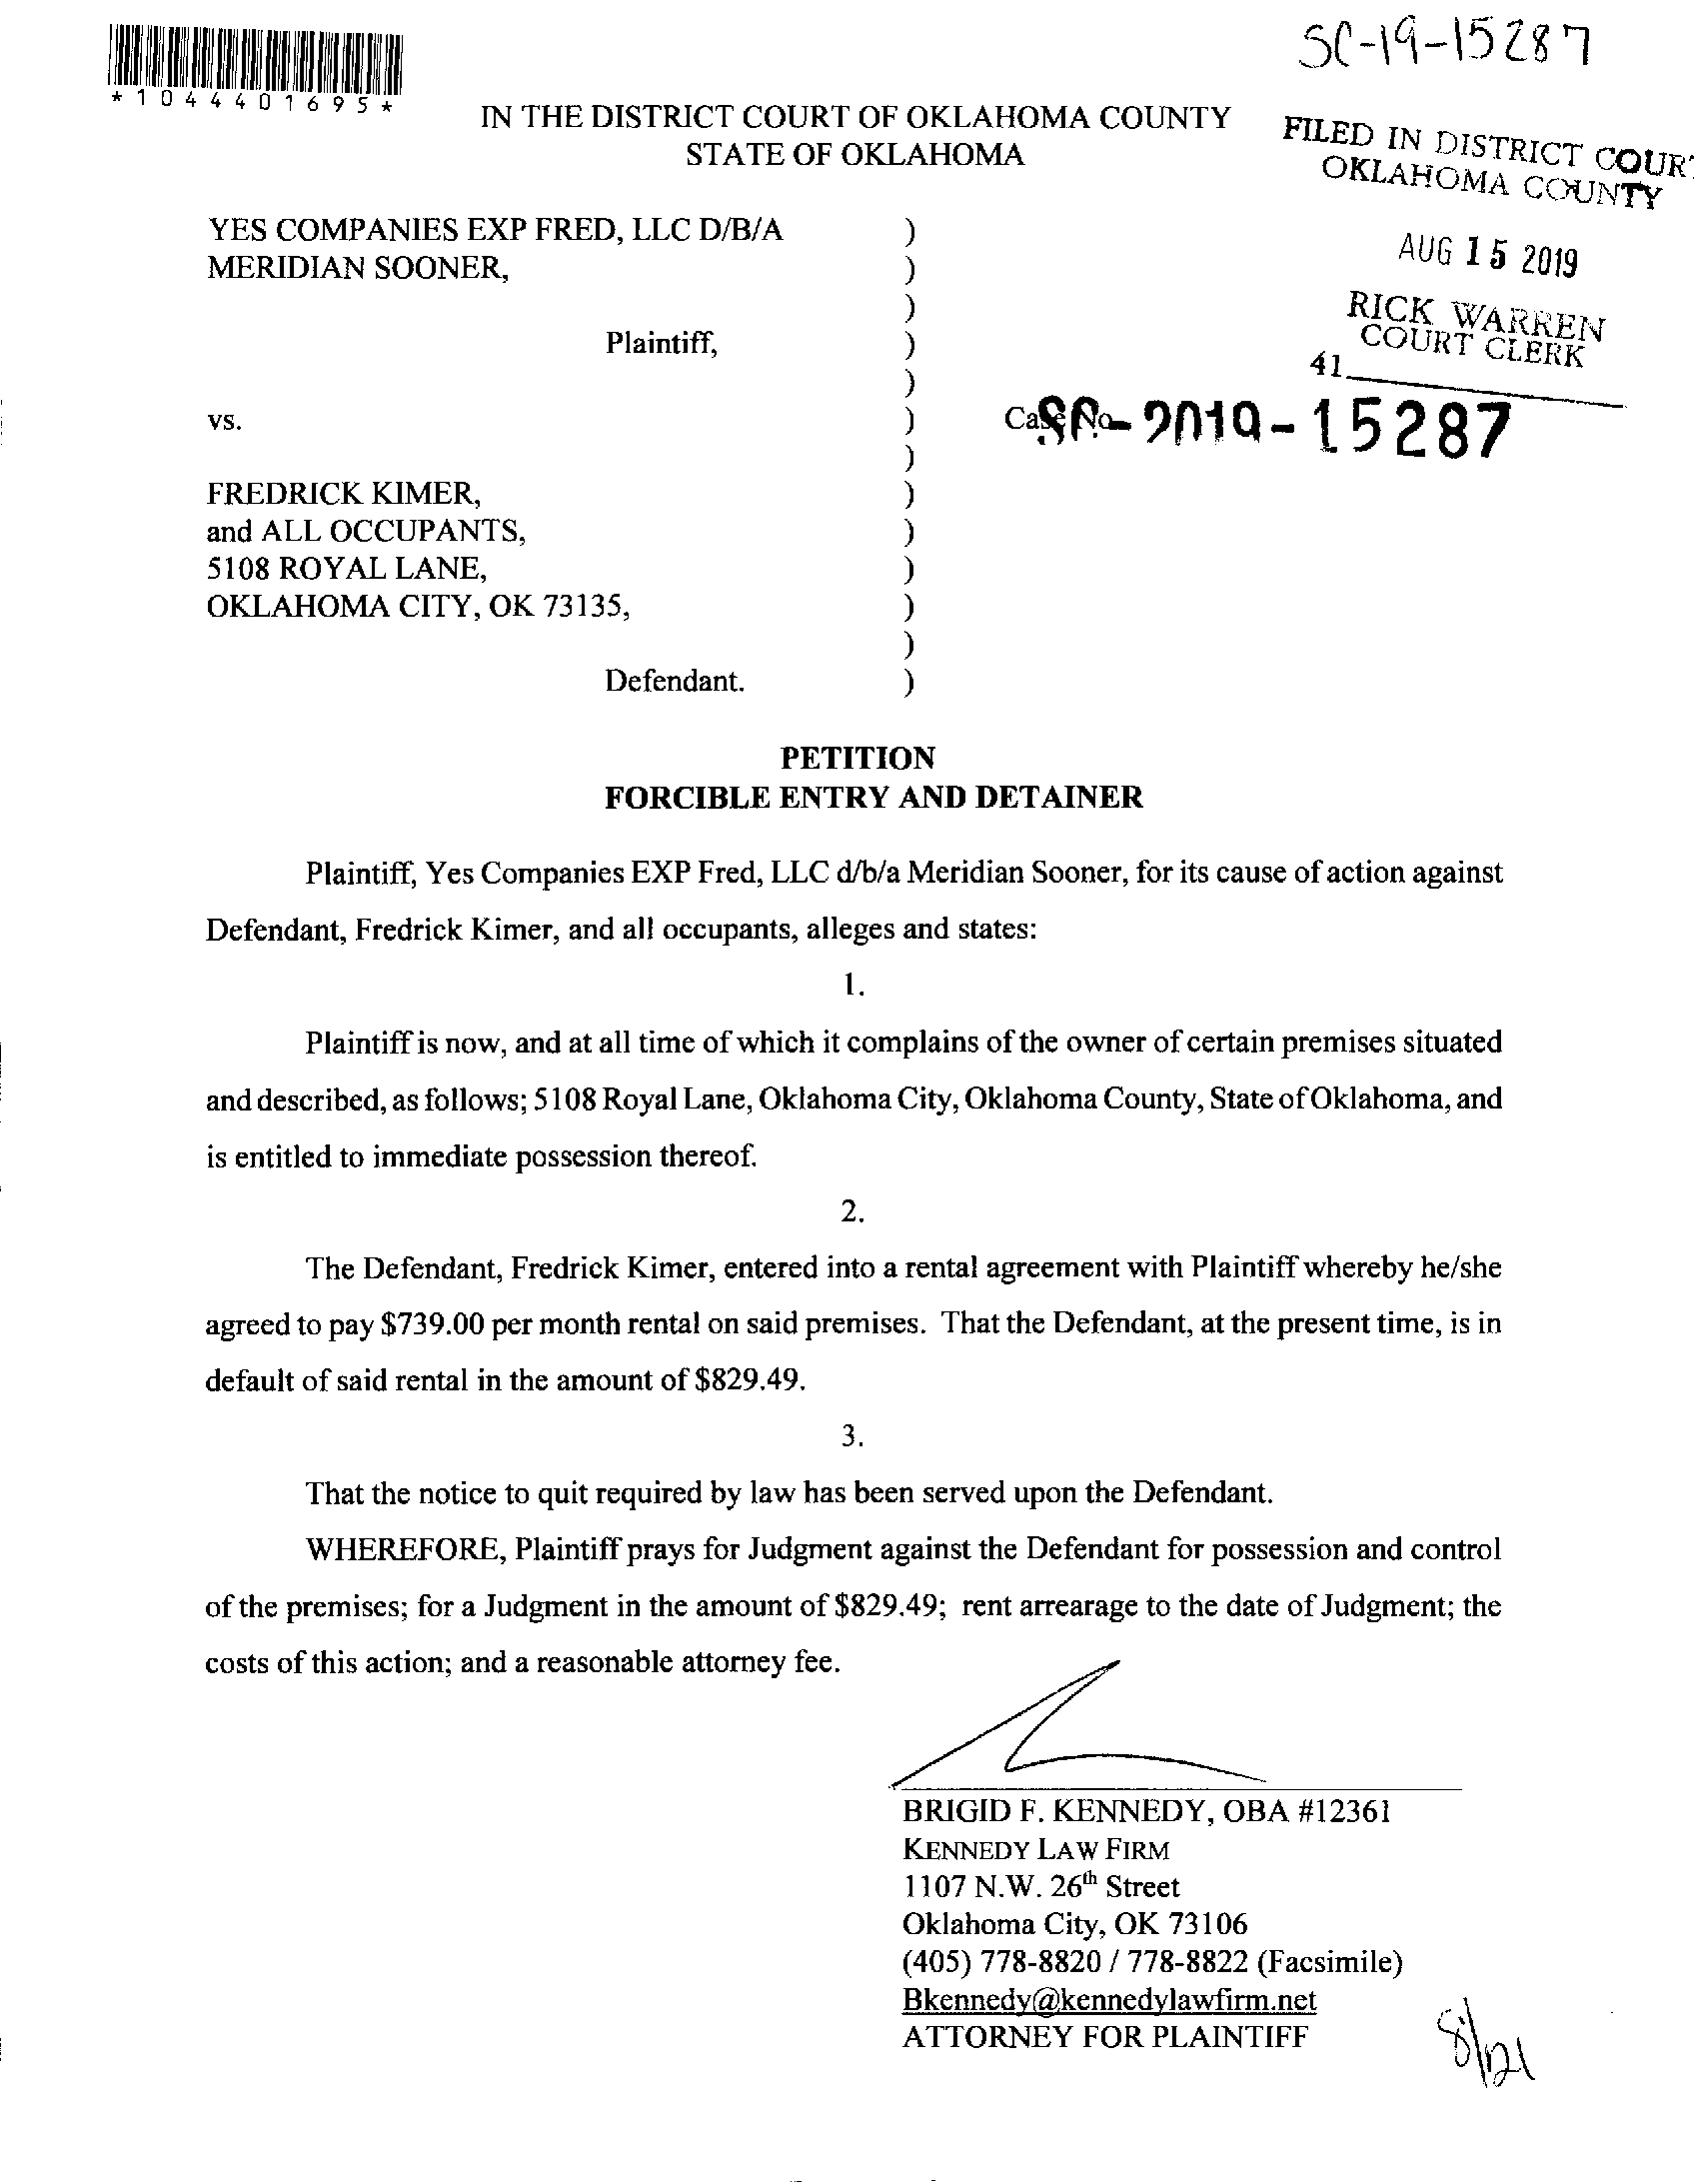 SC-19-15287
*1044401695*
IN THE DISTRICT COURT OF OKLAHOMA COUNTY
STATE OF OKLAHOMA
FILED IN DISTRICT COUR
OKLAHOMA COUNTY
AUG 15 2019
RICK WARREN
COURT CLERK
41
YES COMPANIES EXP FRED, LLC D/B/A )
MERIDIAN SOONER, )
)
Plaintiff, )
)
vs. ) Case No. SC-2019-15287
)
FREDRICK KIMER, )
and ALL OCCUPANTS, )
5108 ROYAL LANE, )
OKLAHOMA CITY, OK 73135, )
)
Defendant. )
PETITION
FORCIBLE ENTRY AND DETAINER
Plaintiff, Yes Companies EXP Fred, LLC d/b/a Meridian Sooner, for its cause of action against
Defendant, Fredrick Kimer, and all occupants, alleges and states:
1.
Plaintiff is now, and at all time of which it complains of the owner of certain premises situated
and described, as follows; 5108 Royal Lane, Oklahoma City, Oklahoma County, State of Oklahoma, and
is entitled to immediate possession thereof.
2.
The Defendant, Fredrick Kimer, entered into a rental agreement with Plaintiff whereby he/she
agreed to pay $739.00 per month rental on said premises. That the Defendant, at the present time, is in
default of said rental in the amount of $829.49.
3.
That the notice to quit required by law has been served upon the Defendant.
WHEREFORE, Plaintiff prays for Judgment against the Defendant for possession and control
of the premises; for a Judgment in the amount of $829.49; rent arrearage to the date of Judgment; the
costs of this action; and a reasonable attorney fee.
BRIGID F. KENNEDY, OBA #12361
KENNEDY LAW FIRM
1107 N.W. 26th Street
Oklahoma City, OK 73106
(405) 778-8820 / 778-8822 (Facsimile)
Bkennedy@kennedylawfirm.net
ATTORNEY FOR PLAINTIFF
8/21